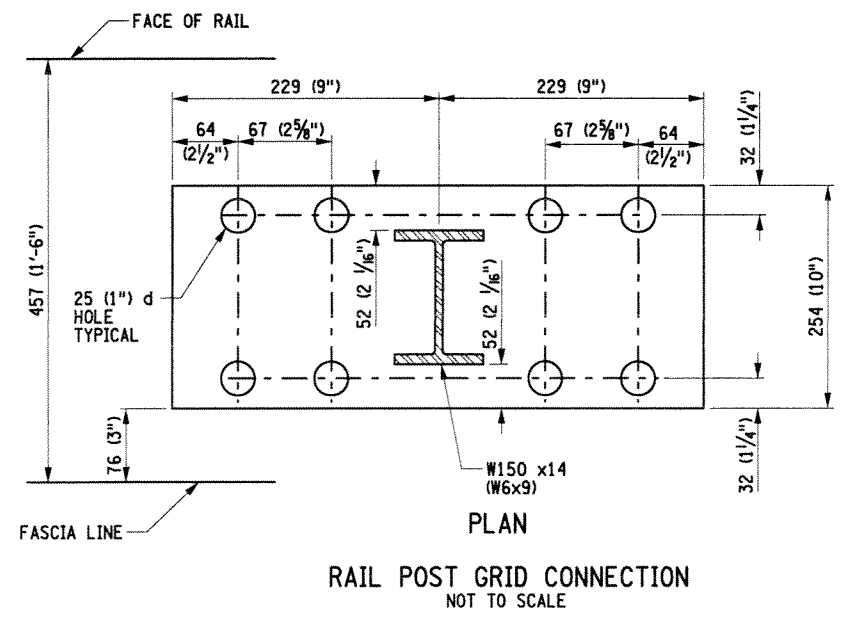 FACE OF RAIL
229 (9")
229 (9")
64
(2½")
67 (2⅝")
67 (2⅝")
64
(2½")
32 (1¼")
457 (1'-6")
52 (2 1/16")
52 (2 1/16")
254 (10")
25 (1") d
HOLE
TYPICAL
76 (3")
32 (1¼")
W150 x14
(W6x9)
FASCIA LINE
PLAN
RAIL POST GRID CONNECTION
NOT TO SCALE